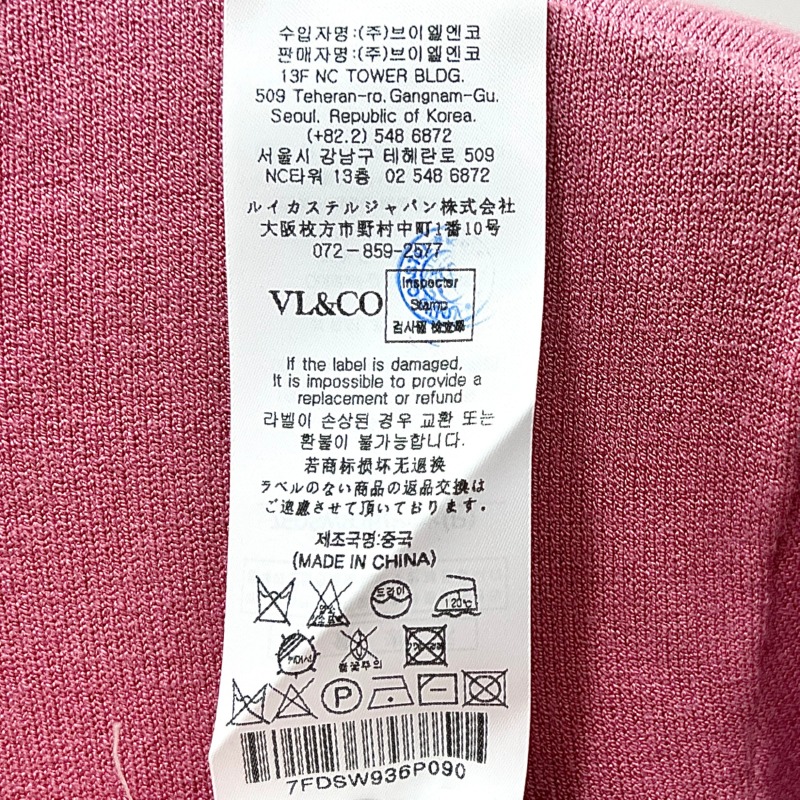 수입자명:(주)브이엘엔코
판매자명:(주)브이엘엔코
13F NC TOWER BLDG.
509 Teheran-ro. Gangnam-Gu.
Seoul. Republic of Korea.
(+82.2) 548 6872
서울시 강남구 테헤란로 509
NC타워 13층 02 548 6872
ルイカステルジャパン株式会社
大阪枚方市野村中町1番10号
072-859-2577
VL&CO
Inspector
Stamp
If the label is damaged,
It is impossible to provide a
replacement or refund
라벨이 손상된 경우 교환 또는
환불이 불가능합니다.
若商标损坏无退换
ラベルのない商品の返品交換は
ご遠慮させて頂いております。
제조국명:중국
(MADE IN CHINA)
드라이
120℃
불꽃주의
P
7FDSW936P090